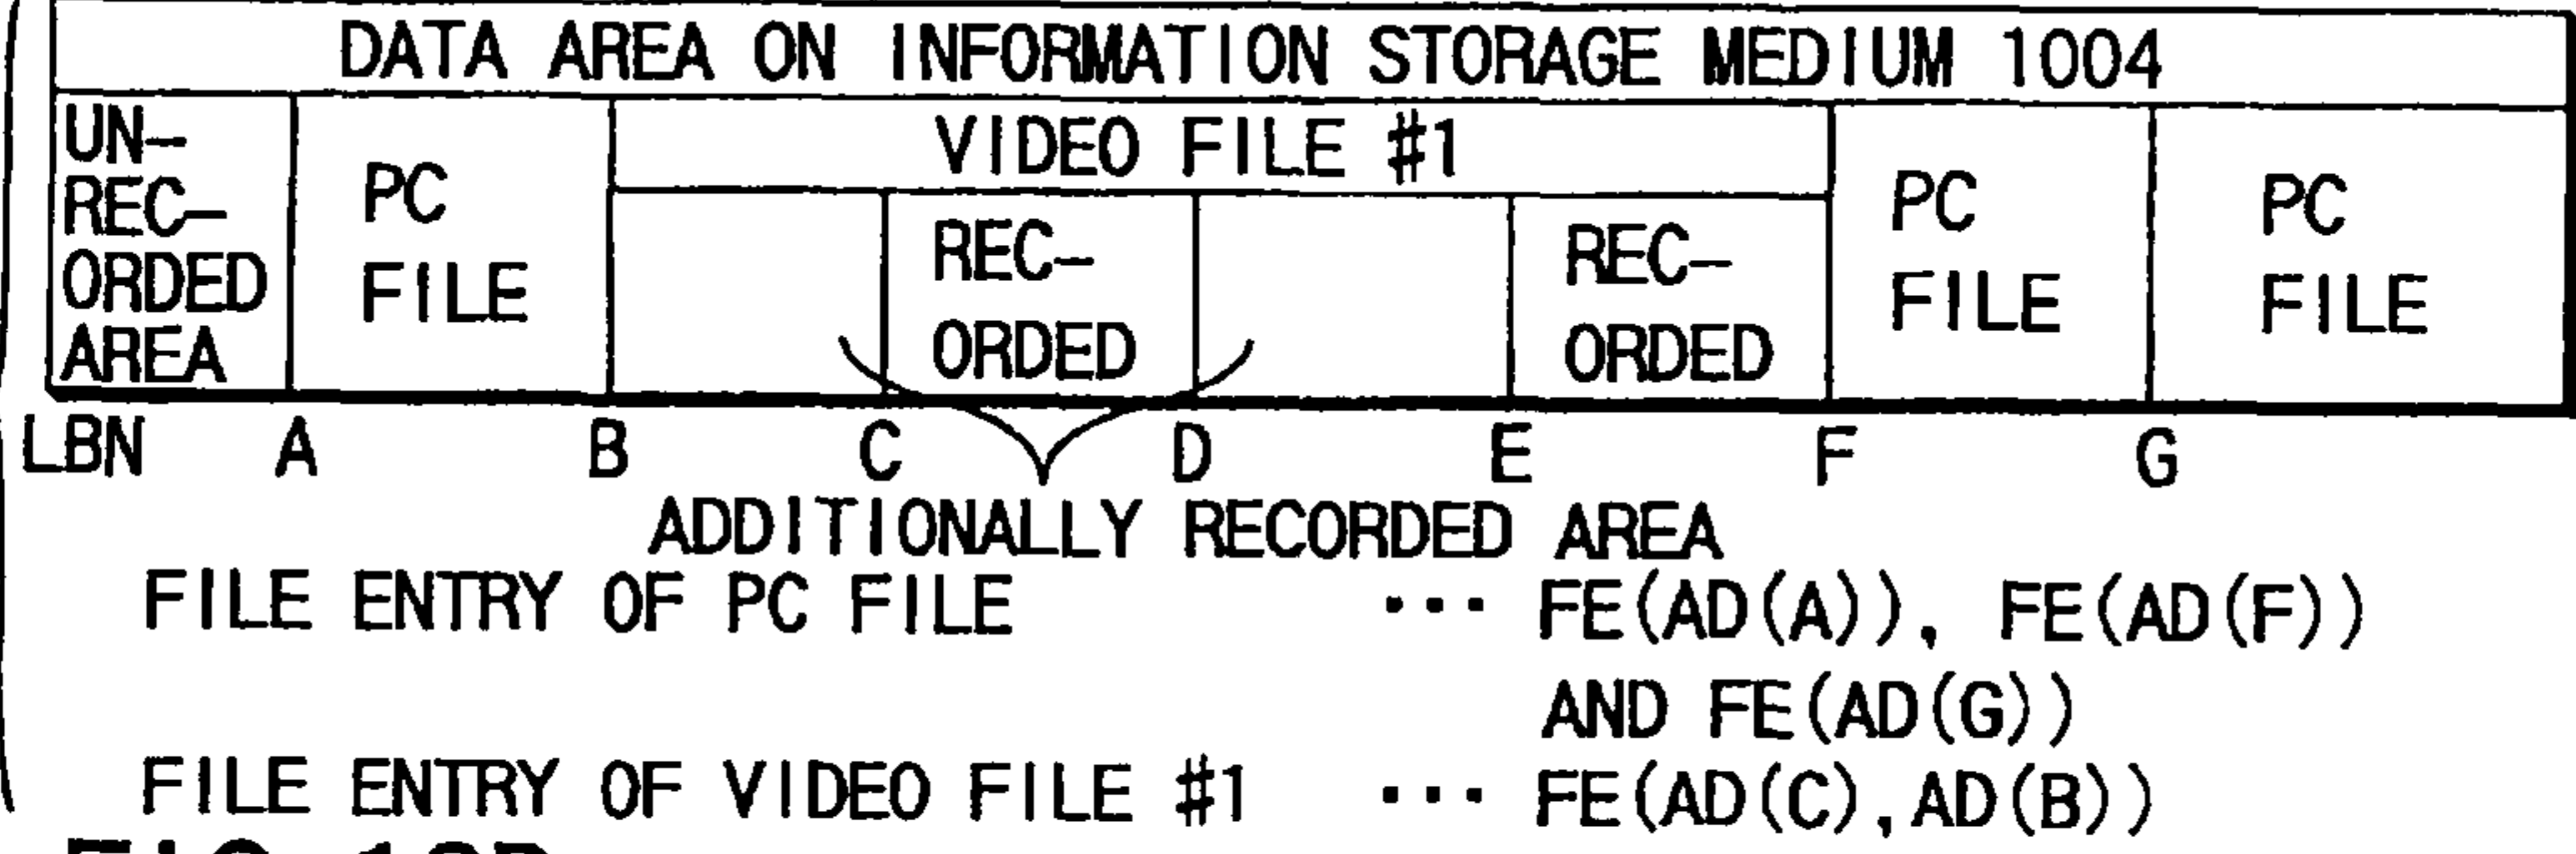 DATA AREA ON INFORMATION STORAGE MEDIUM 1004
UN-
REC-
ORDED
AREA
PC
FILE
VIDEO FILE #1
REC-
ORDED
REC-
ORDED
PC
FILE
PC
FILE
LBN A B C D E F G
ADDITIONALLY RECORDED AREA
FILE ENTRY OF PC FILE ··· FE(AD(A)), FE(AD(F))
AND FE(AD(G))
FILE ENTRY OF VIDEO FILE #1 ··· FE(AD(C),AD(B))